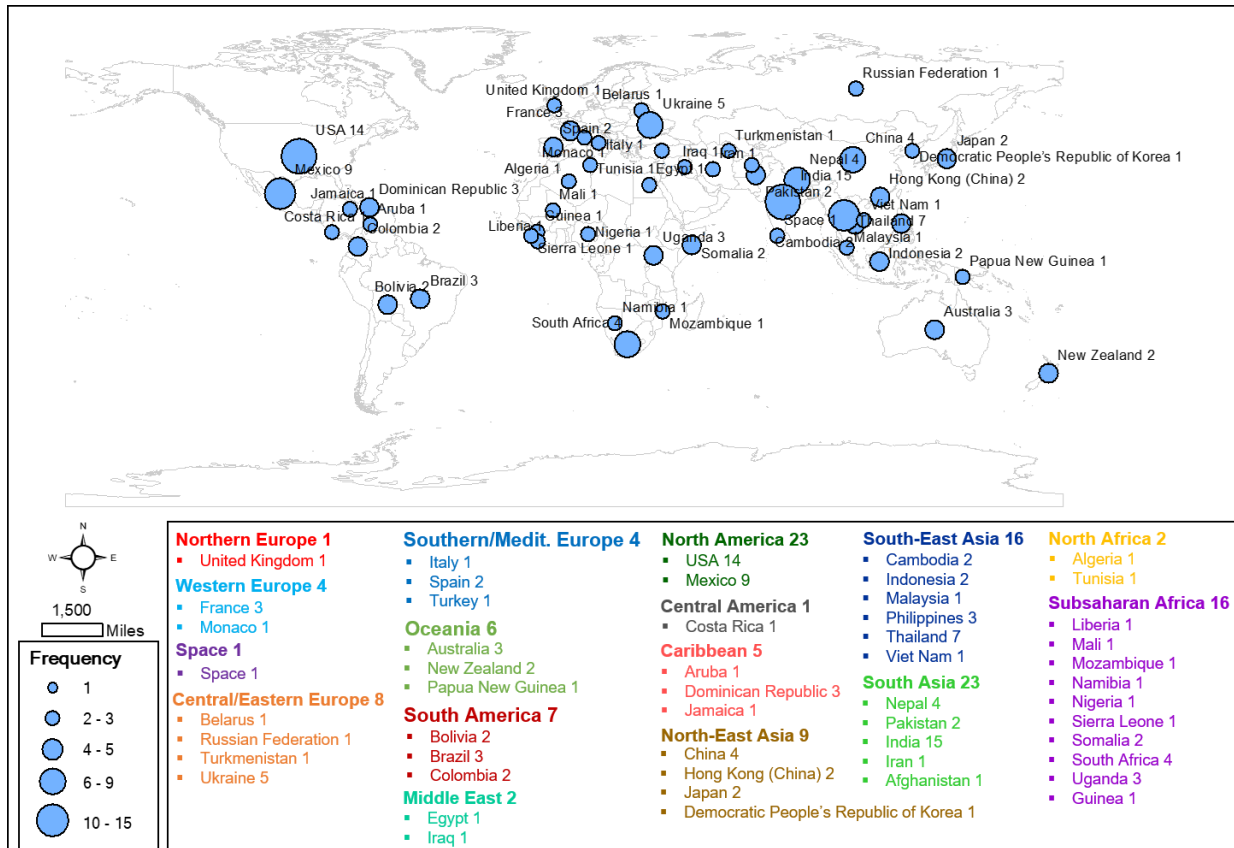 Russian Federation 1
United Kingdom 1
Belarus 1
France 3
Ukraine 5
USA 14
Spain 2
Turkmenistan 1
China 4
Japan 2
Italy 1
Iraq 1
Iran 1
Monaco 1
Nepal 4
Democratic People's Republic of Korea 1
Mexico 9
Algeria 1
Tunisia 1
Egypt 1
India 15
Hong Kong (China) 2
Jamaica 1
Dominican Republic 3
Mali 1
Pakistan 2
Aruba 1
Viet Nam 1
Costa Rica
Guinea 1
Space 1
Thailand 7
Colombia 2
Liberia 1
Nigeria 1
Uganda 3
Cambodia 2
Malaysia 1
Sierra Leone 1
Somalia 2
Indonesia 2
Papua New Guinea 1
Bolivia 2
Brazil 3
Namibia 1
Australia 3
South Africa 4
Mozambique 1
New Zealand 2
N
W
E
S
1,500
Miles
Frequency
1
2 - 3
4 - 5
6 - 9
10 - 15
Northern Europe 1
United Kingdom 1
Western Europe 4
France 3
Monaco 1
Space 1
Space 1
Central/Eastern Europe 8
Belarus 1
Russian Federation 1
Turkmenistan 1
Ukraine 5
Southern/Medit. Europe 4
Italy 1
Spain 2
Turkey 1
Oceania 6
Australia 3
New Zealand 2
Papua New Guinea 1
South America 7
Bolivia 2
Brazil 3
Colombia 2
Middle East 2
Egypt 1
Iraq 1
North America 23
USA 14
Mexico 9
Central America 1
Costa Rica 1
Caribbean 5
Aruba 1
Dominican Republic 3
Jamaica 1
North-East Asia 9
China 4
Hong Kong (China) 2
Japan 2
Democratic People's Republic of Korea 1
South-East Asia 16
Cambodia 2
Indonesia 2
Malaysia 1
Philippines 3
Thailand 7
Viet Nam 1
South Asia 23
Nepal 4
Pakistan 2
India 15
Iran 1
Afghanistan 1
North Africa 2
Algeria 1
Tunisia 1
Subsaharan Africa 16
Liberia 1
Mali 1
Mozambique 1
Namibia 1
Nigeria 1
Sierra Leone 1
Somalia 2
South Africa 4
Uganda 3
Guinea 1